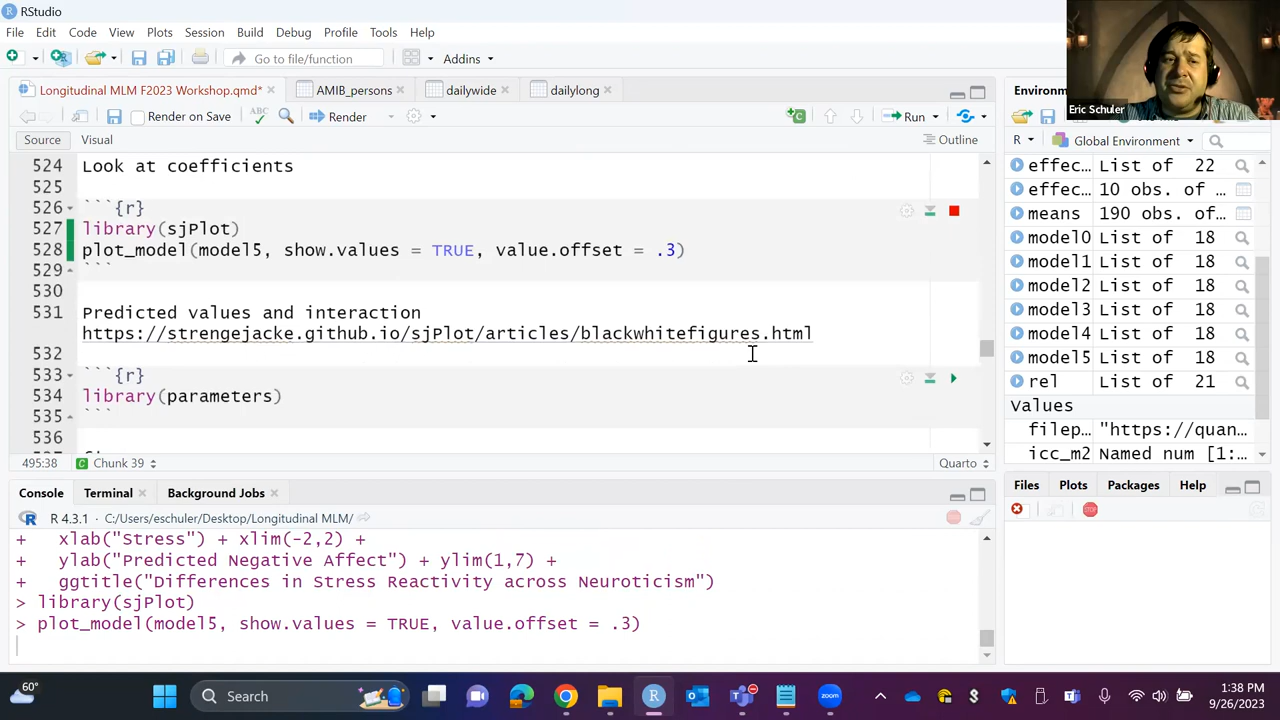 RStudio
File Edit Code View Plots Session Build Debug Profile Tools Help
Go to file/function Addins
Longitudinal MLM F2023 Workshop.qmd* AMIB_persons dailywide dailylong
Render on Save ABC Render Run
Source Visual Outline
524 Look at coefficients
525
526 ```{r}
527 library(sjPlot)
528 plot_model(model5, show.values = TRUE, value.offset = .3)
529 ```
530
531 Predicted values and interaction
https://strengejacke.github.io/sjPlot/articles/blackwhitefigures.html
532
533 ```{r}
534 library(parameters)
535 ```
536
495:38 Chunk 39 Quarto
Console Terminal Background Jobs
R 4.3.1 · C:/Users/eschuler/Desktop/Longitudinal MLM/
+ xlab("Stress") + xlim(-2,2) +
+ ylab("Predicted Negative Affect") + ylim(1,7) +
+ ggtitle("Differences in Stress Reactivity across Neuroticism")
> library(sjPlot)
> plot_model(model5, show.values = TRUE, value.offset = .3)
Eric Schuler
R Global Environment
effec… List of 22
effec… 10 obs. of …
means 190 obs. of…
model0 List of 18
model1 List of 18
model2 List of 18
model3 List of 18
model4 List of 18
model5 List of 18
rel List of 21
Values
filep… "https://quan…
icc_m2 Named num [1:…
Files Plots Packages Help
60°
Search
zoom
1:38 PM
9/26/2023